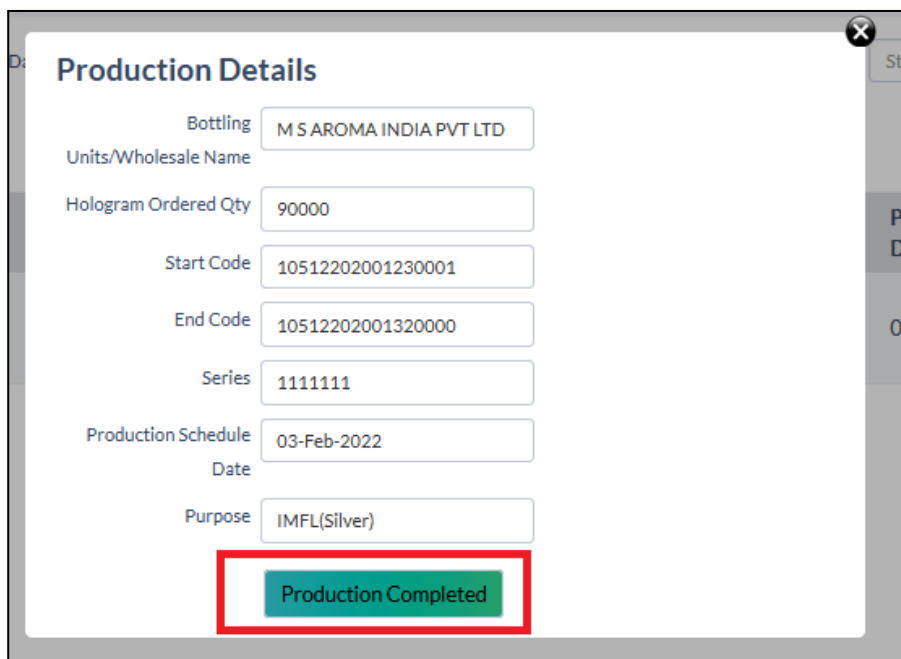 Production Details
Bottling
Units/Wholesale Name
M S AROMA INDIA PVT LTD
Hologram Ordered Qty
90000
Start Code
10512202001230001
End Code
10512202001320000
Series
1111111
Production Schedule
Date
03-Feb-2022
Purpose
IMFL(Silver)
Production Completed